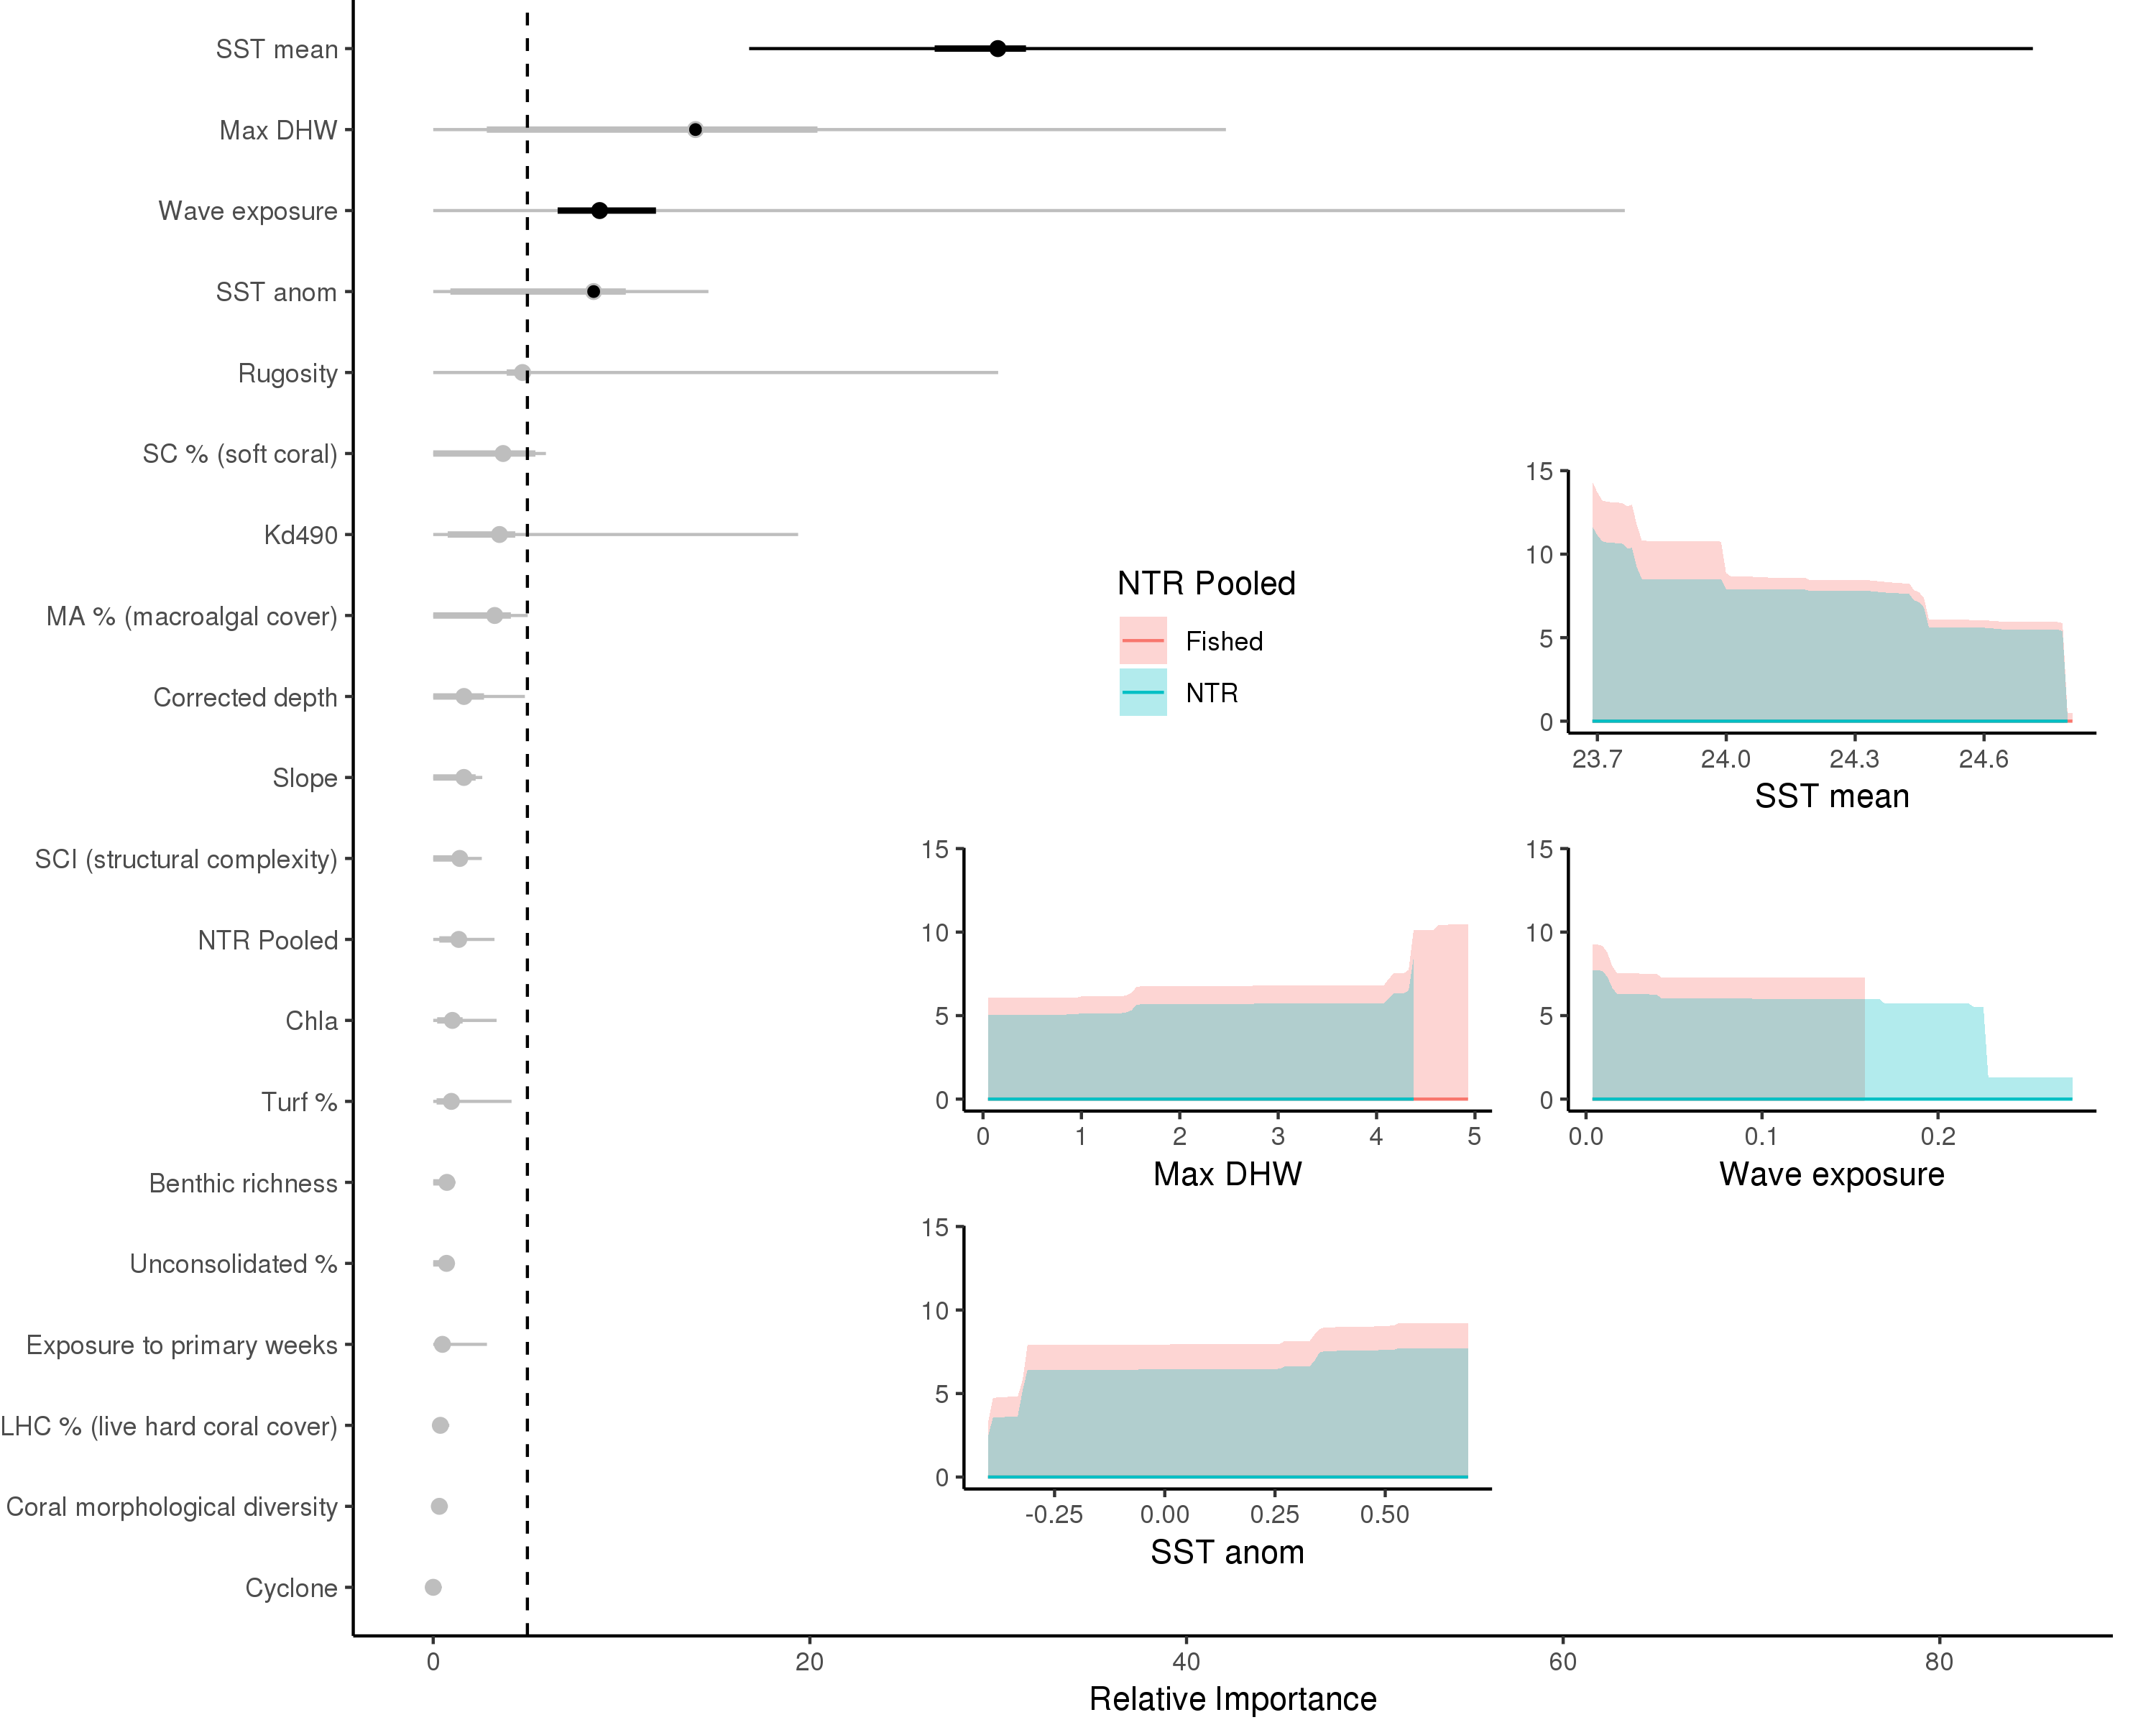 SST mean
Max DHW
Wave exposure
SST anom
Rugosity
SC % (soft coral)
Kd490
MA % (macroalgal cover)
Corrected depth
Slope
SCI (structural complexity)
NTR Pooled
Chla
Turf %
Benthic richness
Unconsolidated %
Exposure to primary weeks
LHC % (live hard coral cover)
Coral morphological diversity
Cyclone
0 20 40 60 80
Relative Importance
NTR Pooled
Fished
NTR
15
10
5
0
23.7 24.0 24.3 24.6
SST mean
15
10
5
0
0 1 2 3 4 5
Max DHW
15
10
5
0
0.0 0.1 0.2
Wave exposure
15
10
5
0
-0.25 0.00 0.25 0.50
SST anom